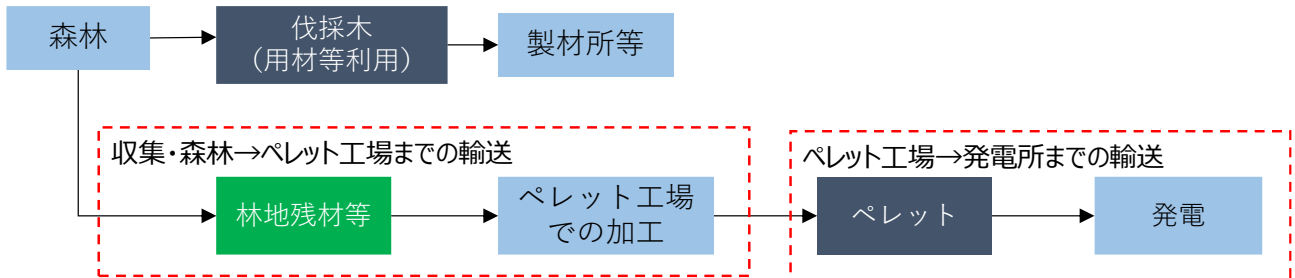 森林
伐採木
(用材等利用)
製材所等
収集・森林→ペレット工場までの輸送
林地残材等
ペレット工場
での加工
ペレット工場→発電所までの輸送
ペレット
発電